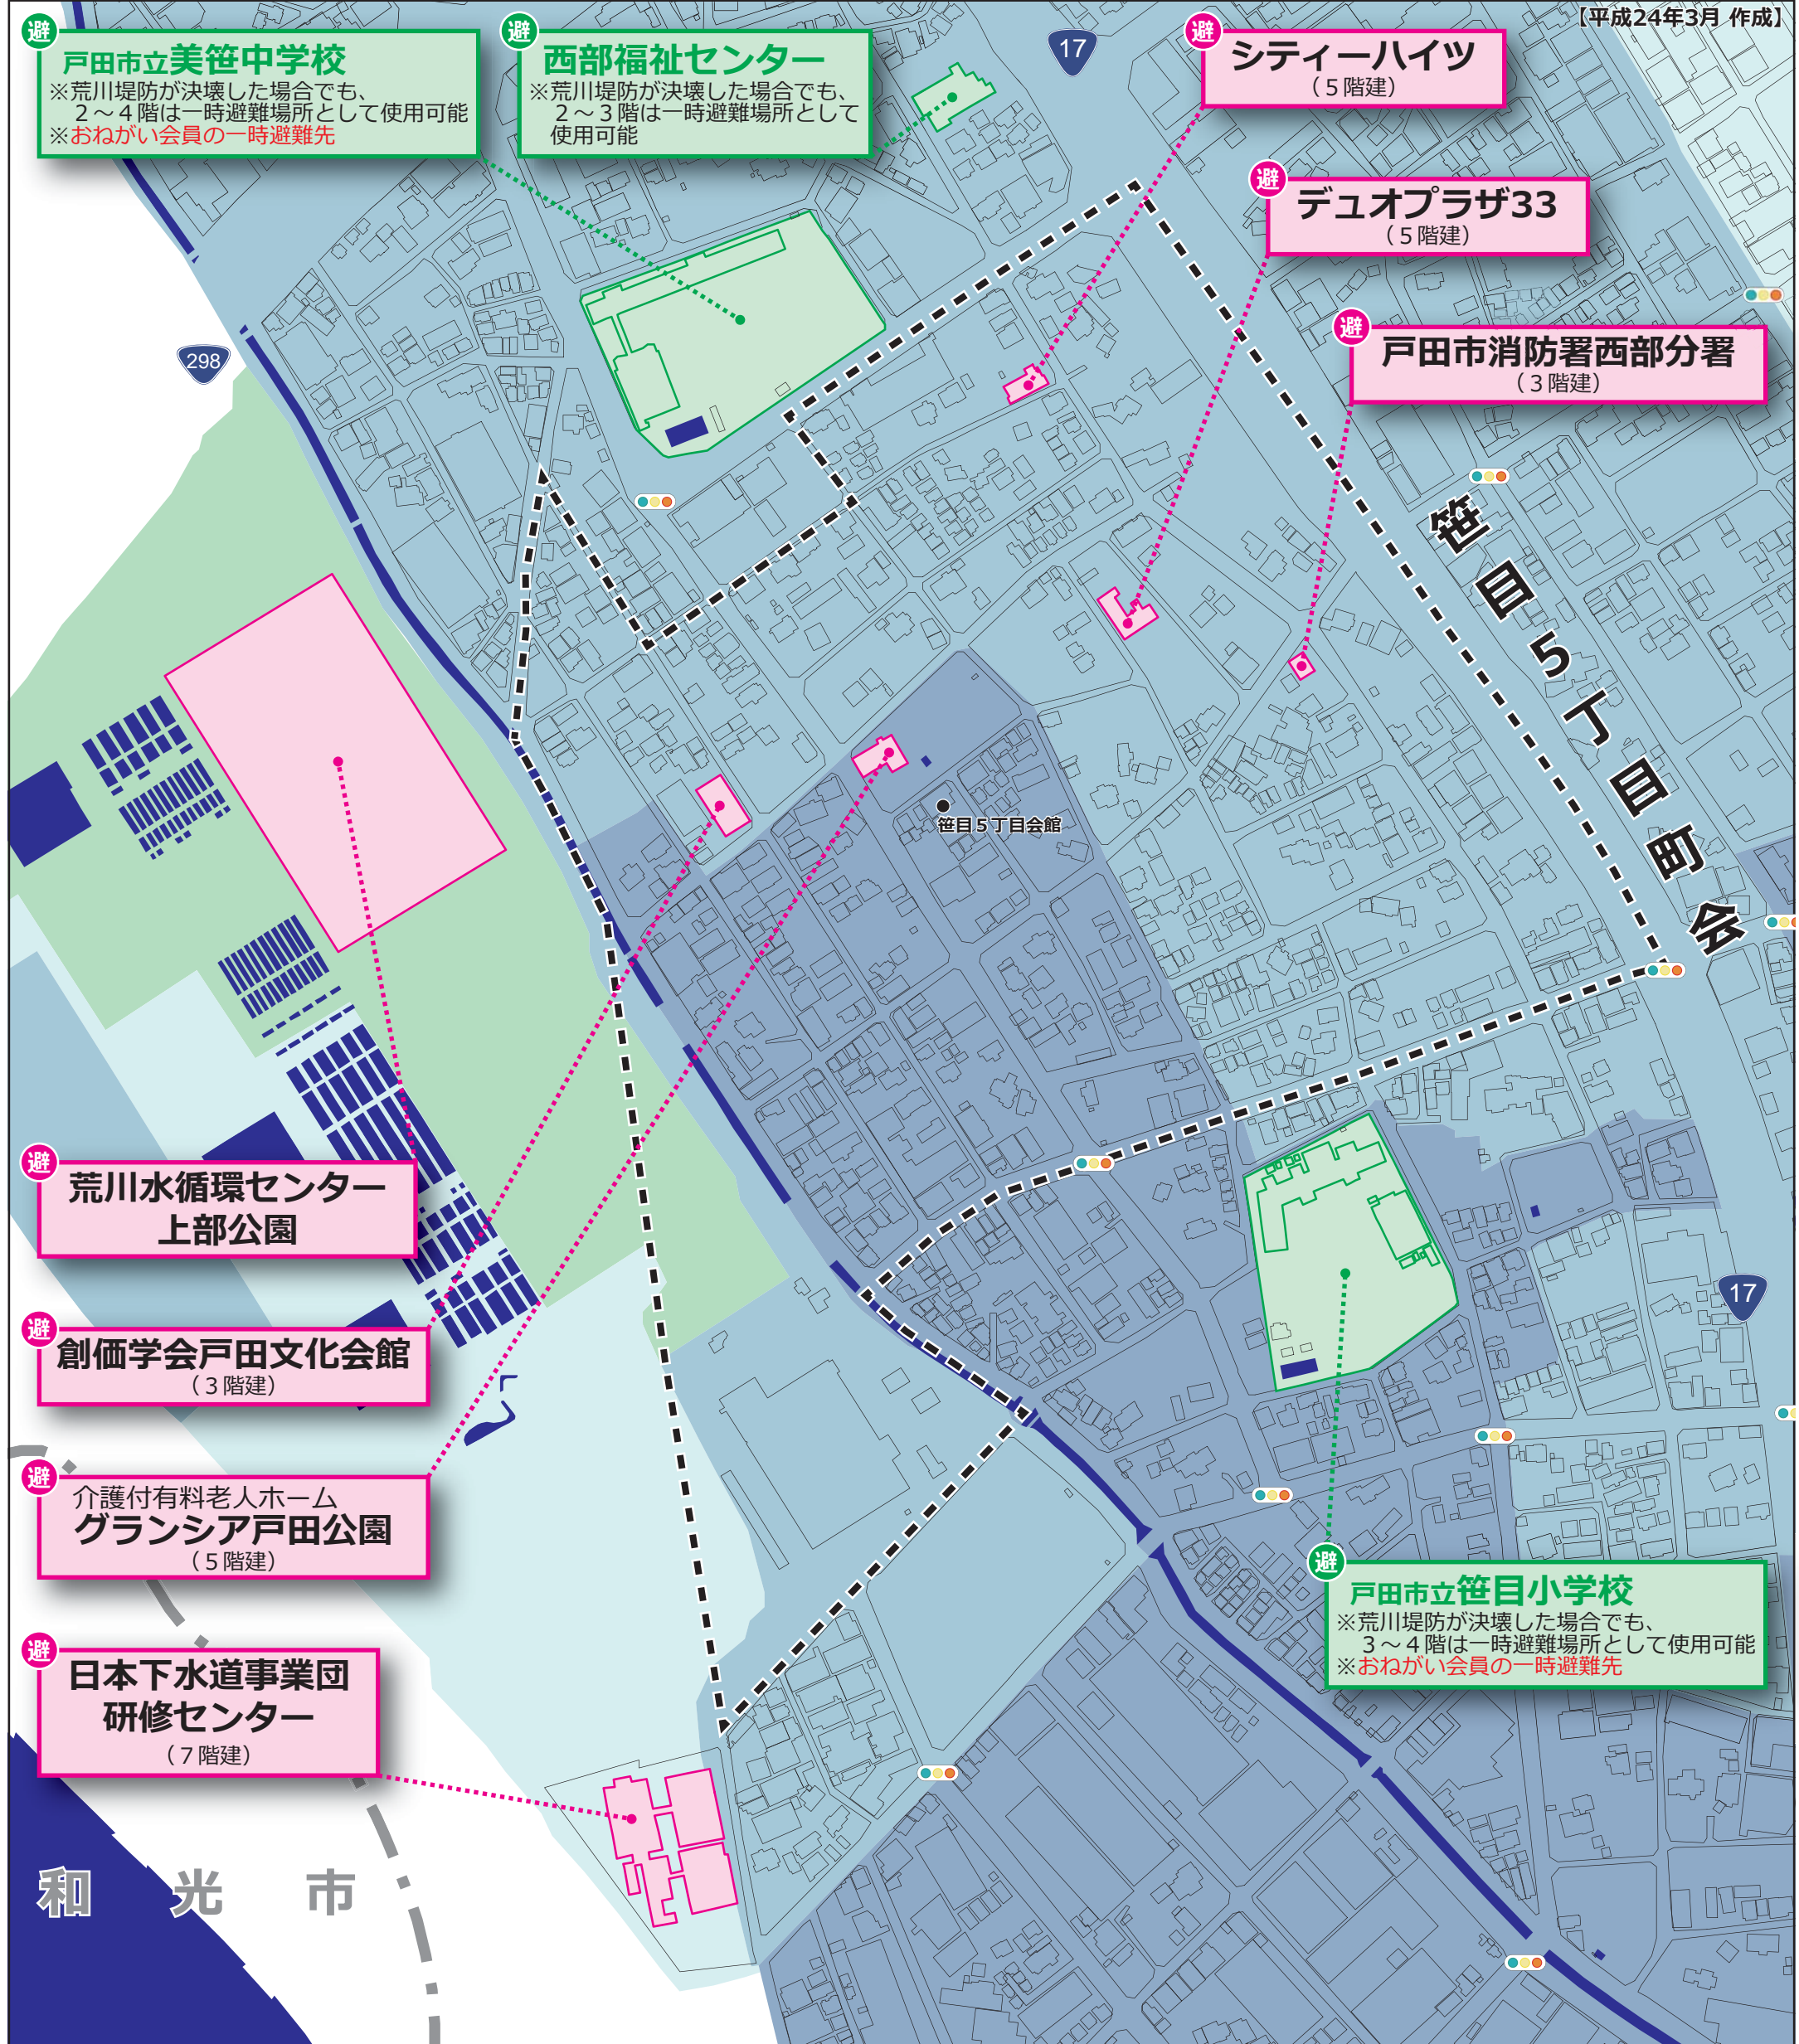 【平成24年3月 作成】
避
戸田市立美笹中学校
※荒川堤防が決壊した場合でも、
2～4階は一時避難場所として使用可能
※おねがい会員の一時避難先
避
西部福祉センター
※荒川堤防が決壊した場合でも、
2～3階は一時避難場所として
使用可能
17
避
シティーハイツ
（5階建）
避
デュオプラザ33
（5階建）
避
戸田市消防署西部分署
（3階建）
298
笹目5丁目町会
笹目5丁目会館
避
荒川水循環センター
上部公園
避
創価学会戸田文化会館
（3階建）
避
介護付有料老人ホーム
グランシア戸田公園
（5階建）
17
避
戸田市立笹目小学校
※荒川堤防が決壊した場合でも、
3～4階は一時避難場所として使用可能
※おねがい会員の一時避難先
避
日本下水道事業団
研修センター
（7階建）
和光市